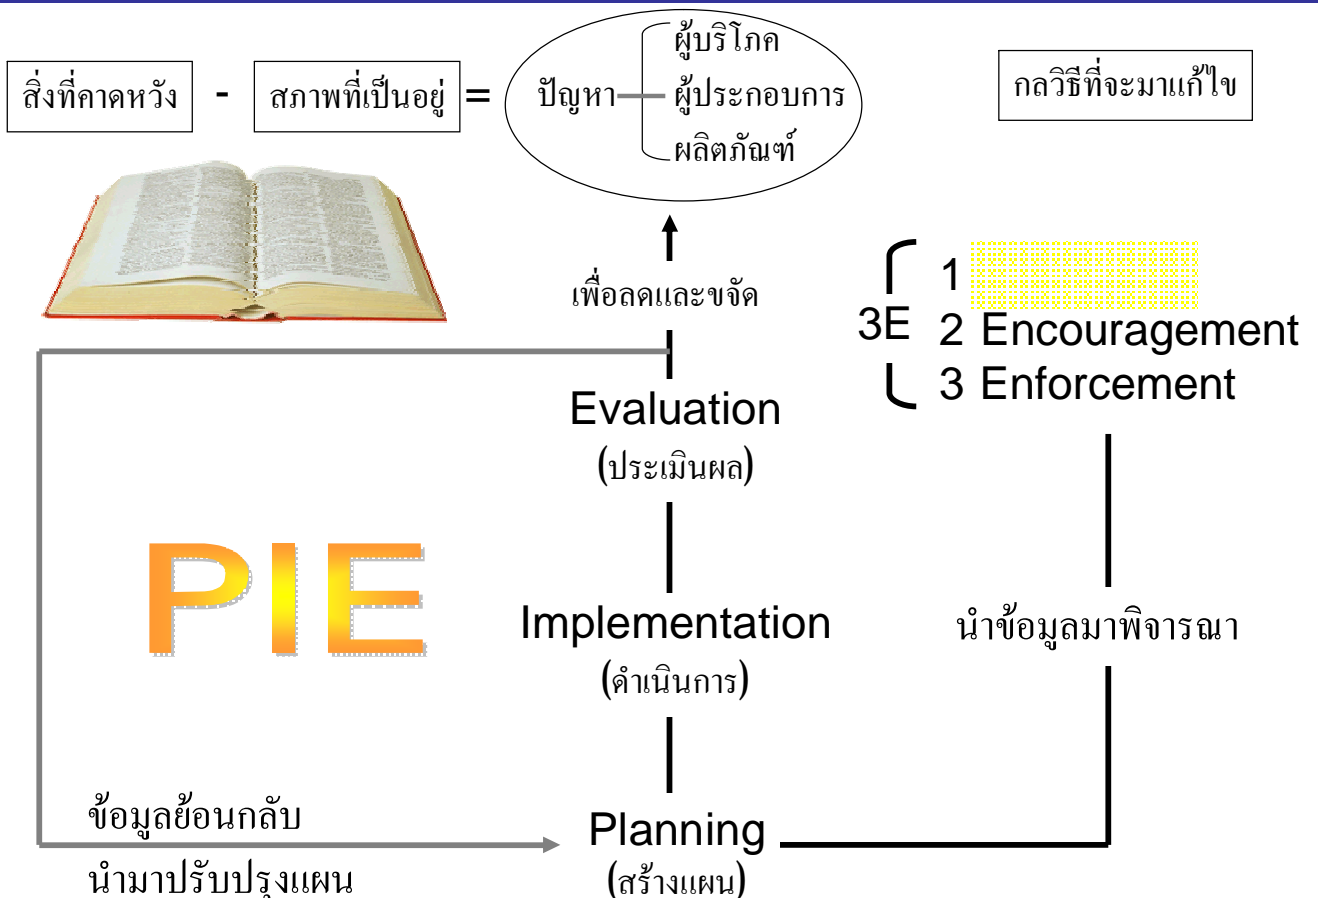 สิ่งที่คาดหวัง - สภาพที่เป็นอยู่ = ปัญหา
ผู้บริโภค
ผู้ประกอบการ
ผลิตภัณฑ์
กลวิธีที่จะมาแก้ไข
เพื่อลดและขจัด
3E
1
2 Encouragement
3 Enforcement
Evaluation
(ประเมินผล)
PIE
Implementation
(ดำเนินการ)
นำข้อมูลมาพิจารณา
ข้อมูลย้อนกลับ
นำมาปรับปรุงแผน
Planning
(สร้างแผน)